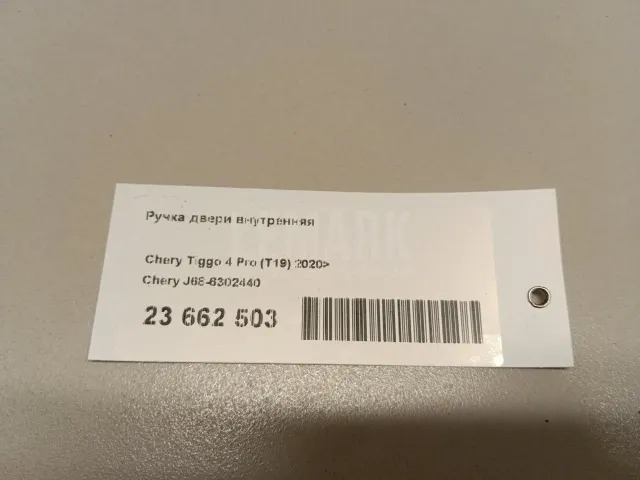 Ручка двери внутренняя
Chery Tiggo 4 Pro (T19) 2020>
Chery J68-6302440
23 662 503